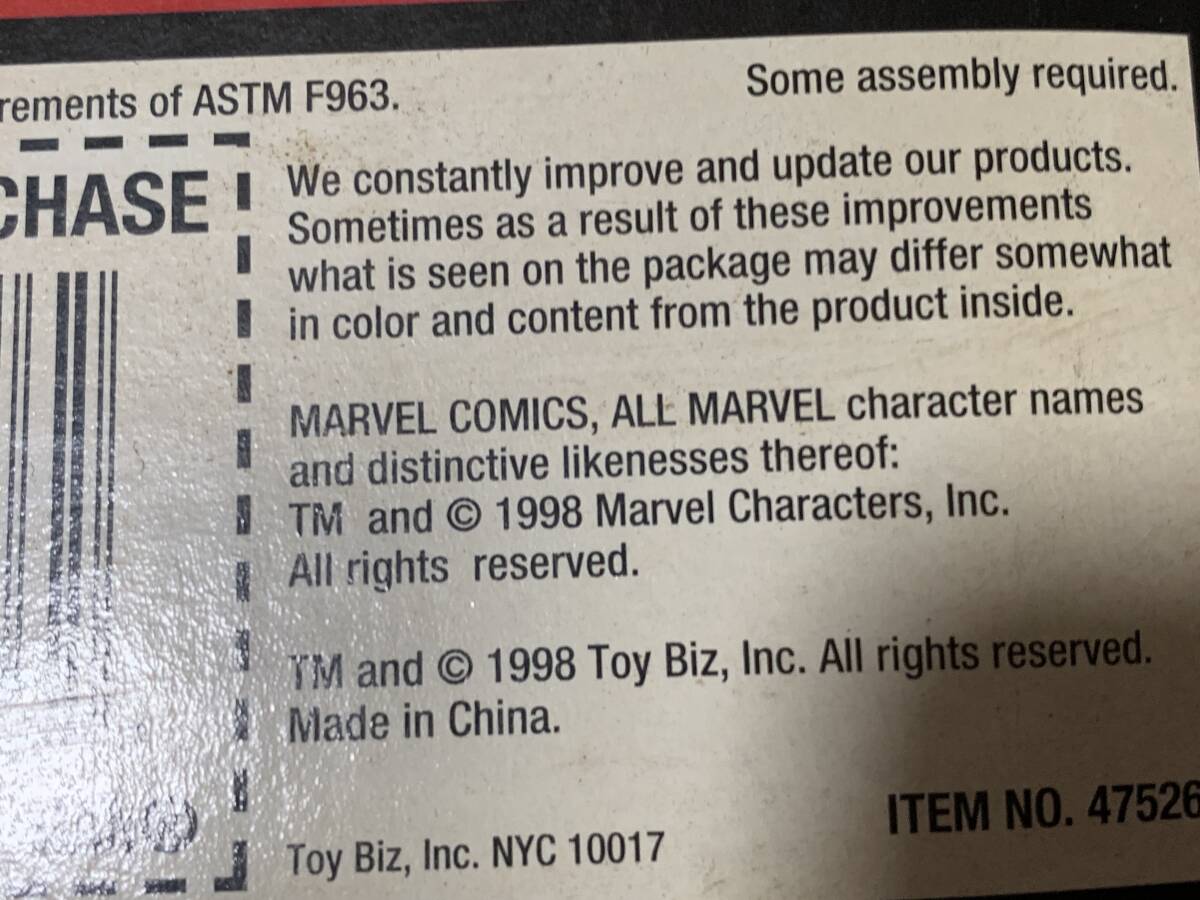 rements of ASTM F963.
Some assembly required.
CHASE
We constantly improve and update our products.
Sometimes as a result of these improvements
what is seen on the package may differ somewhat
in color and content from the product inside.
MARVEL COMICS, ALL MARVEL character names
and distinctive likenesses thereof:
TM and © 1998 Marvel Characters, Inc.
All rights reserved.
TM and © 1998 Toy Biz, Inc. All rights reserved.
Made in China.
ITEM NO. 47526
Toy Biz, Inc. NYC 10017